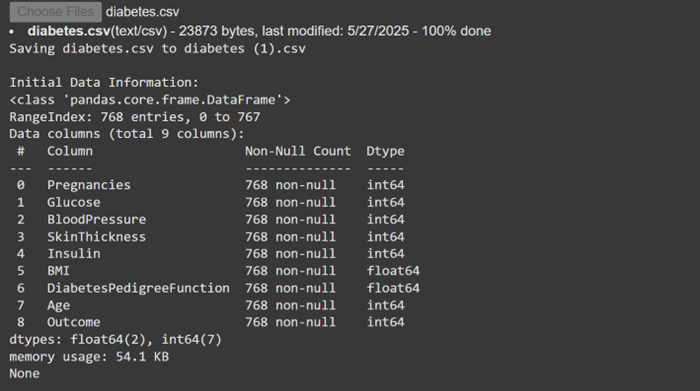 Choose Files diabetes.csv
• diabetes.csv(text/csv) - 23873 bytes, last modified: 5/27/2025 - 100% done
Saving diabetes.csv to diabetes (1).csv
Initial Data Information:
<class 'pandas.core.frame.DataFrame'>
RangeIndex: 768 entries, 0 to 767
Data columns (total 9 columns):
 #   Column                    Non-Null Count  Dtype
---  ------                    --------------  -----
 0   Pregnancies               768 non-null    int64
 1   Glucose                   768 non-null    int64
 2   BloodPressure             768 non-null    int64
 3   SkinThickness             768 non-null    int64
 4   Insulin                   768 non-null    int64
 5   BMI                       768 non-null    float64
 6   DiabetesPedigreeFunction  768 non-null    float64
 7   Age                       768 non-null    int64
 8   Outcome                   768 non-null    int64
dtypes: float64(2), int64(7)
memory usage: 54.1 KB
None